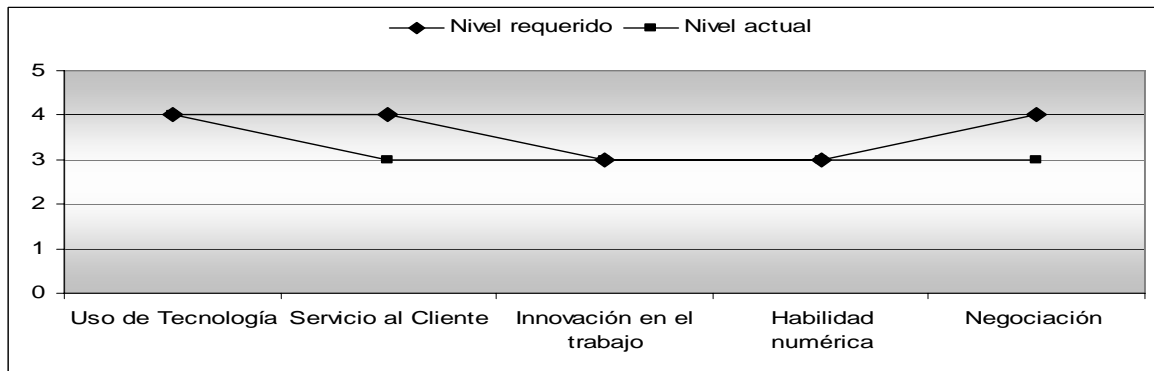 Nivel requerido Nivel actual
5
4
3
2
1
0
Uso de Tecnología Servicio al Cliente Innovación en el Habilidad Negociación
trabajo numérica